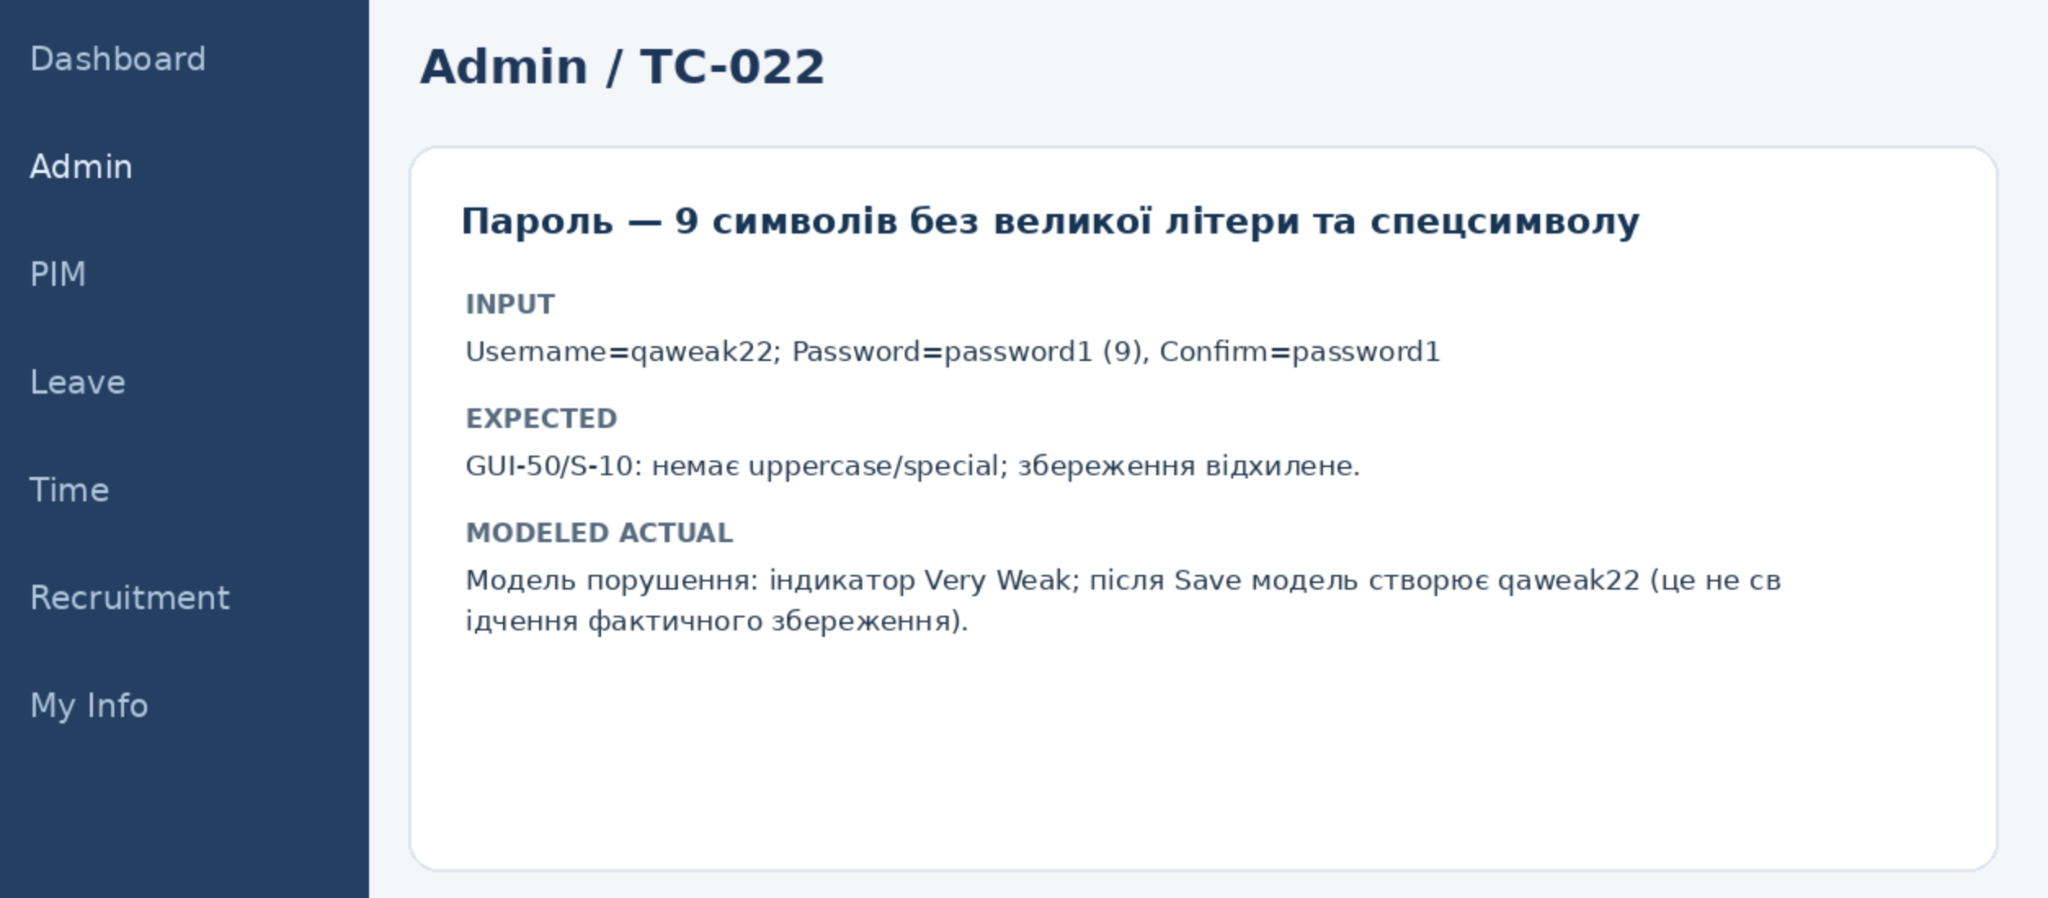 Dashboard
Admin
PIM
Leave
Time
Recruitment
My Info
Admin / TC-022
Пароль — 9 символів без великої літери та спецсимволу
INPUT
Username=qaweak22; Password=password1 (9), Confirm=password1
EXPECTED
GUI-50/S-10: немає uppercase/special; збереження відхилене.
MODELED ACTUAL
Модель порушення: індикатор Very Weak; після Save модель створює qaweak22 (це не св
ідчення фактичного збереження).